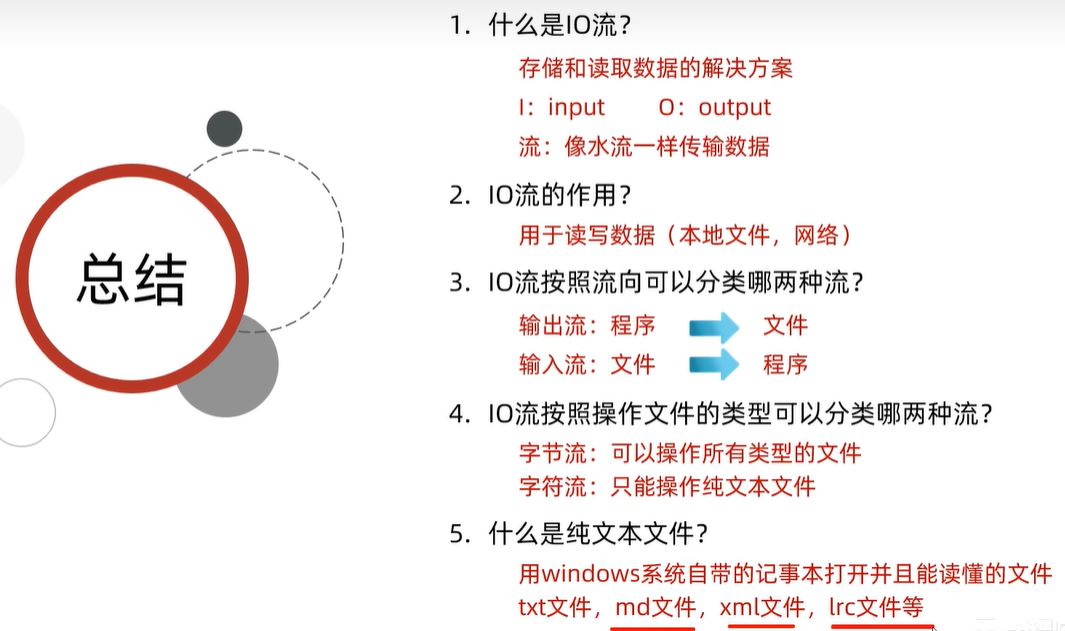 总结
1. 什么是IO流?
存储和读取数据的解决方案
I：input O：output
流：像水流一样传输数据
2. IO流的作用?
用于读写数据（本地文件，网络）
3. IO流按照流向可以分类哪两种流?
输出流：程序 文件
输入流：文件 程序
4. IO流按照操作文件的类型可以分类哪两种流?
字节流：可以操作所有类型的文件
字符流：只能操作纯文本文件
5. 什么是纯文本文件?
用windows系统自带的记事本打开并且能读懂的文件
txt文件，md文件，xml文件，lrc文件等